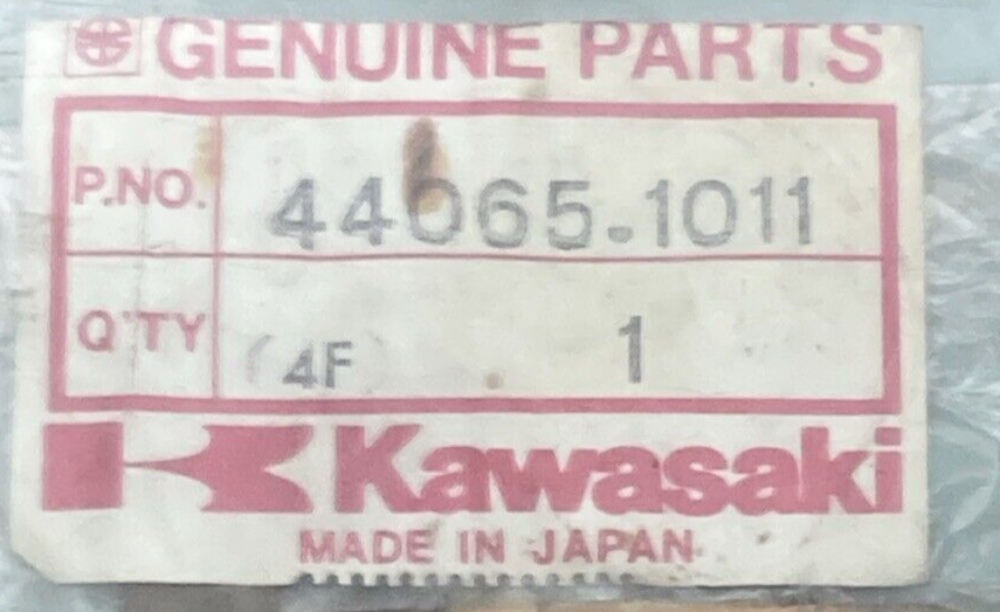 GENUINE PARTS
P.NO. 44065-1011
Q'TY (4F) 1
Kawasaki
MADE IN JAPAN